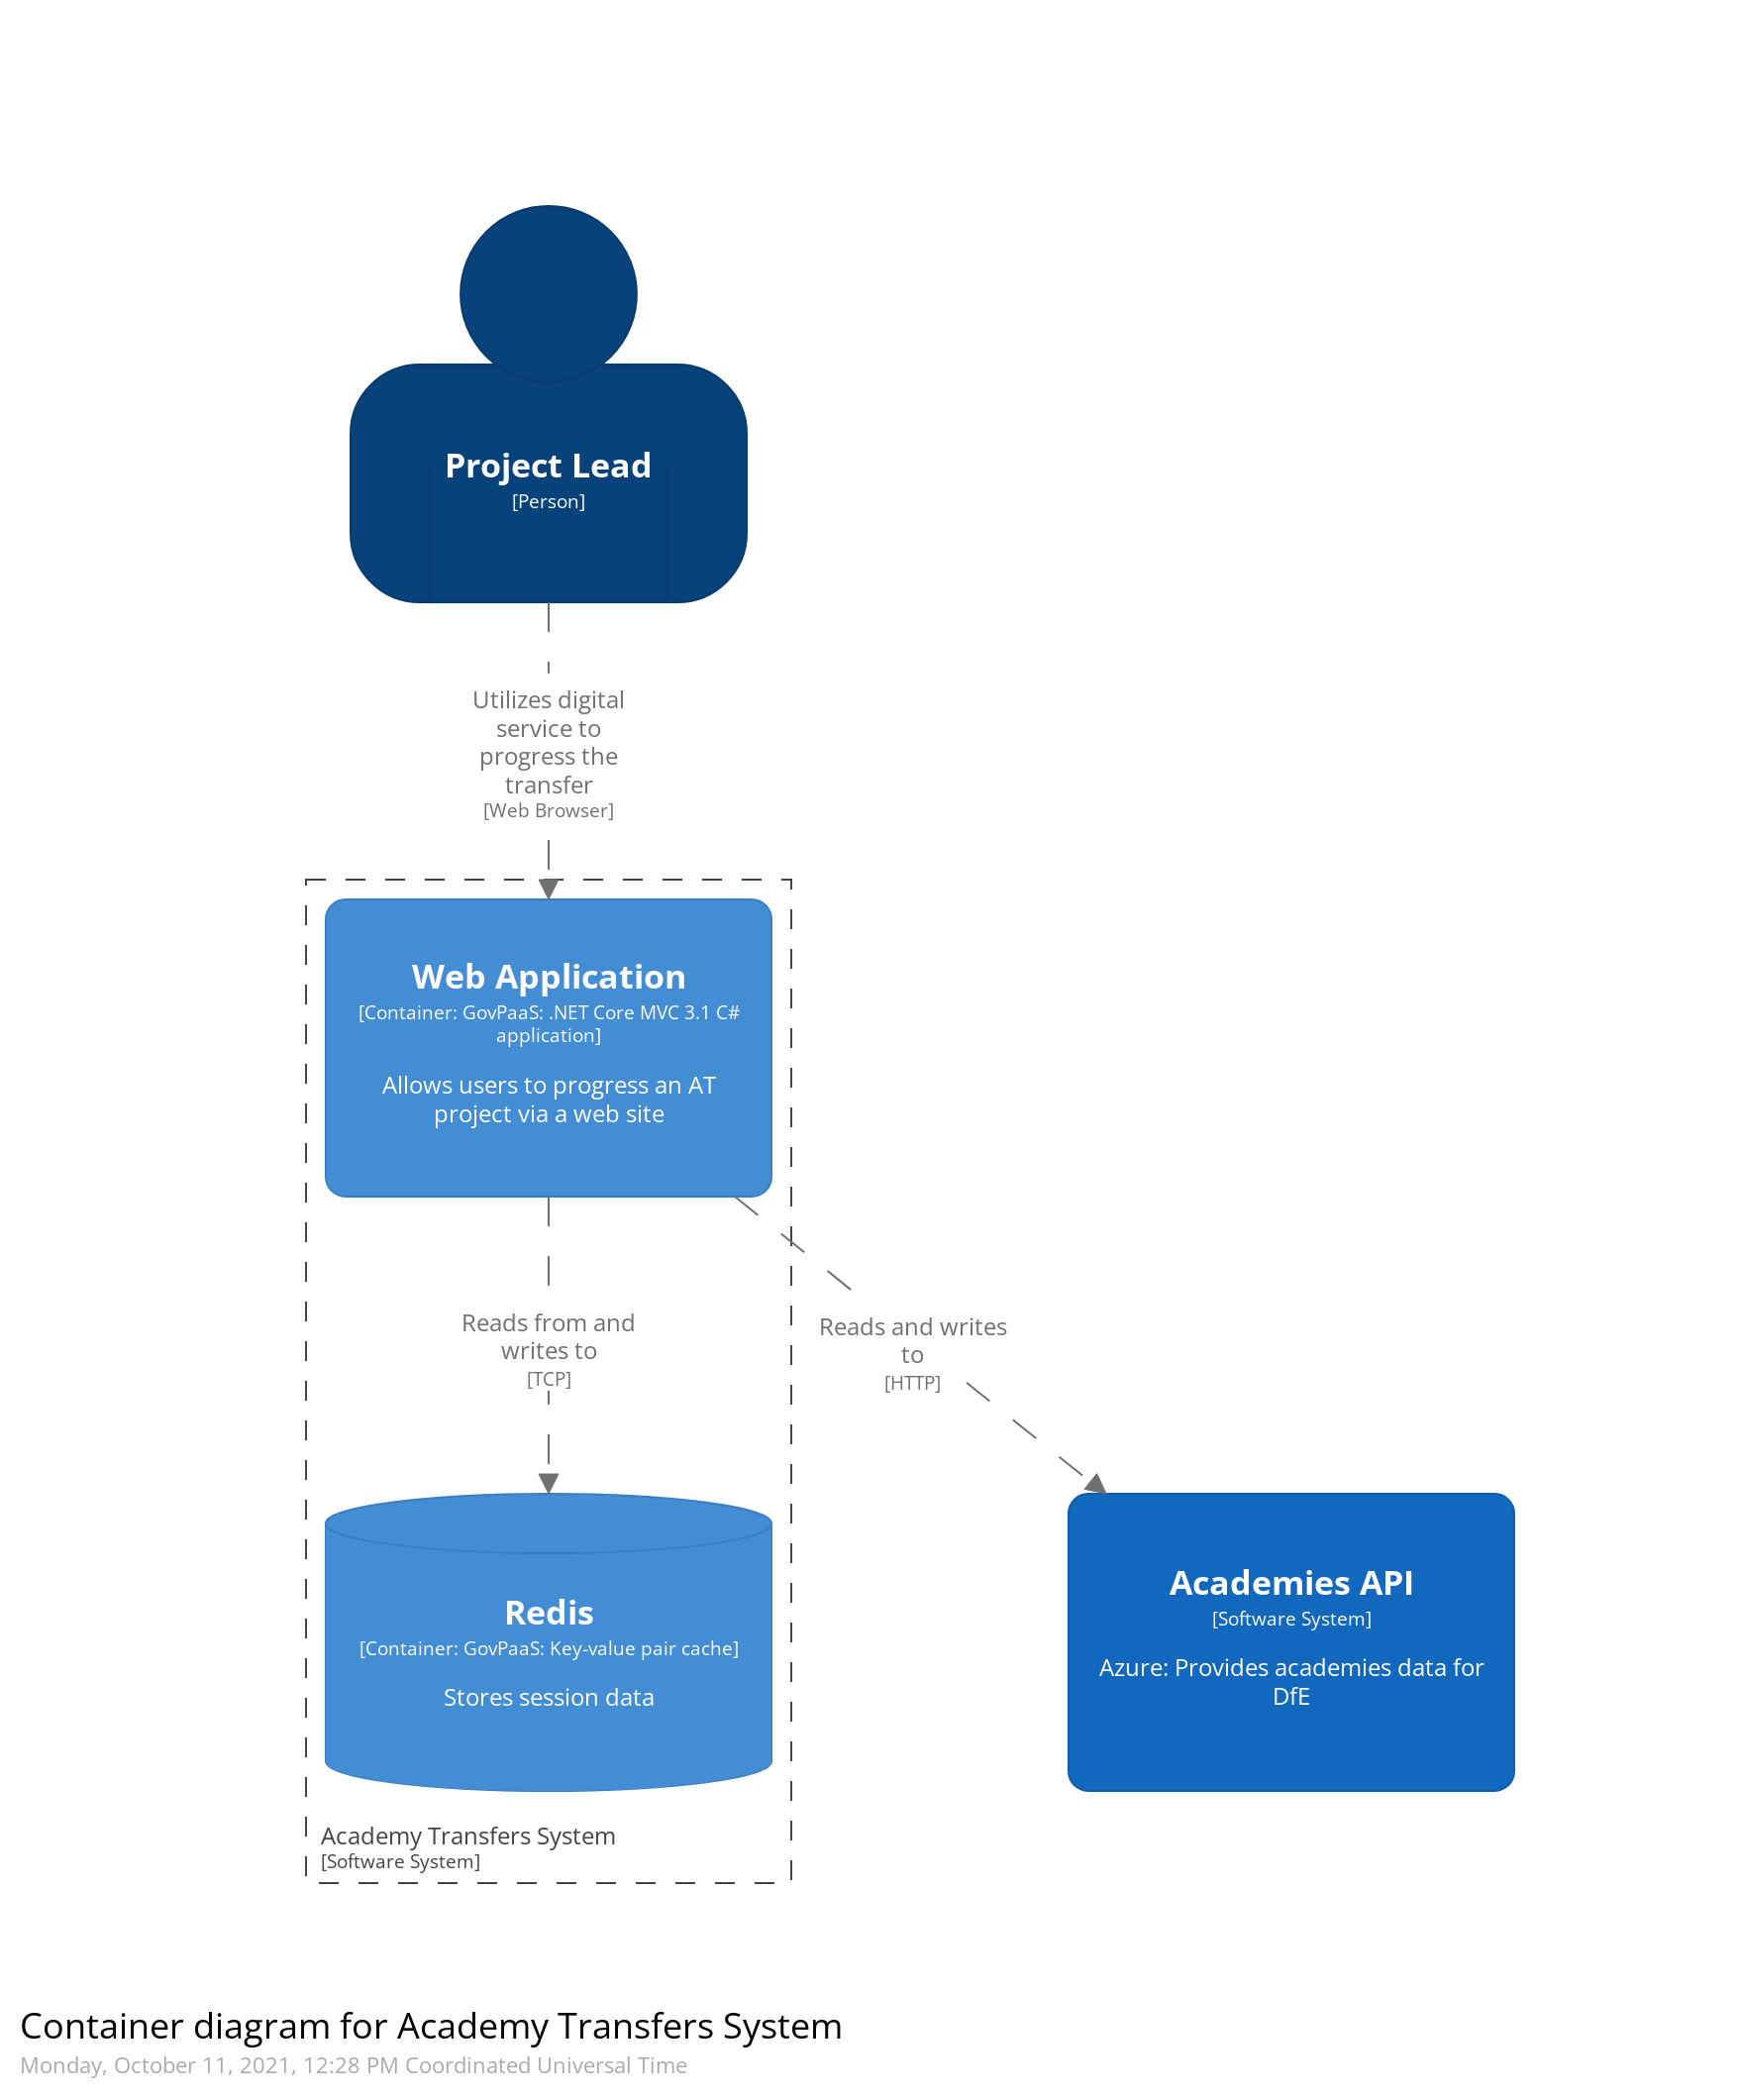 Project Lead
[Person]
Utilizes digital
service to
progress the
transfer
[Web Browser]
Web Application
[Container: GovPaaS: .NET Core MVC 3.1 C#
application]
Allows users to progress an AT
project via a web site
Reads from and
writes to
[TCP]
Reads and writes
to
[HTTP]
Redis
[Container: GovPaaS: Key-value pair cache]
Stores session data
Academies API
[Software System]
Azure: Provides academies data for
DfE
Academy Transfers System
[Software System]
Container diagram for Academy Transfers System
Monday, October 11, 2021, 12:28 PM Coordinated Universal Time